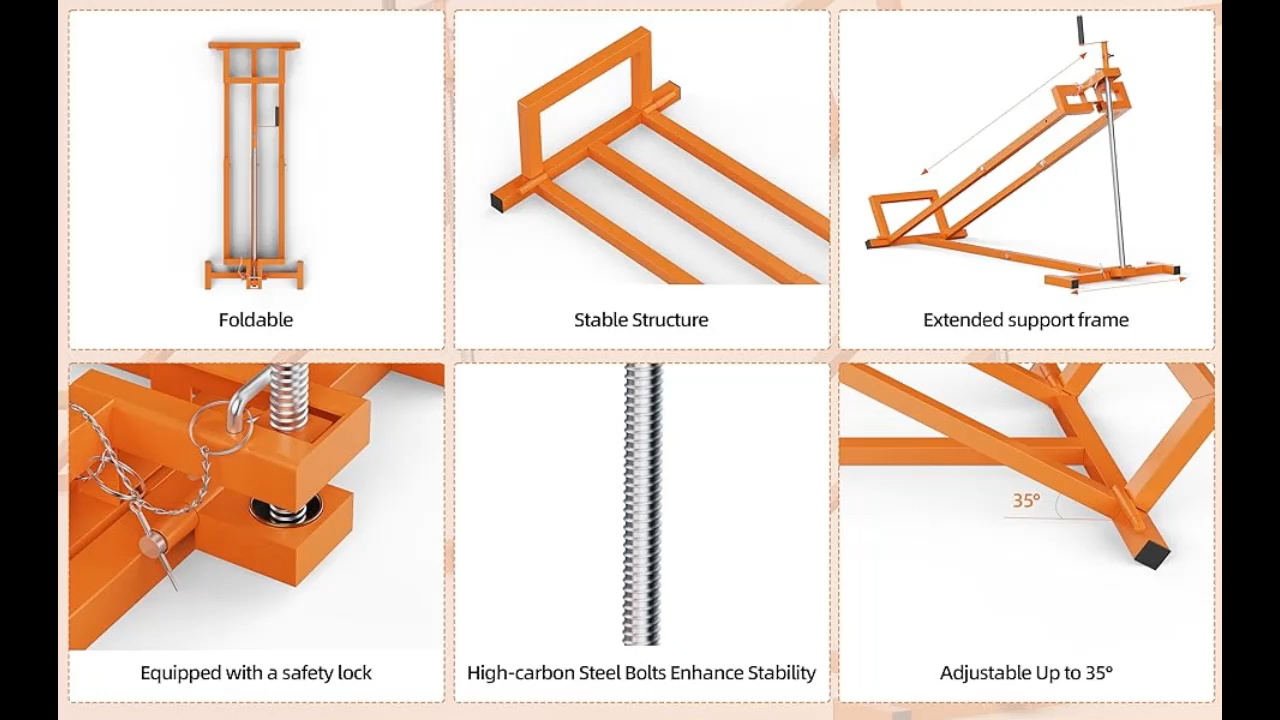 Foldable
Stable Structure
Extended support frame
35°
Equipped with a safety lock
High-carbon Steel Bolts Enhance Stability
Adjustable Up to 35°